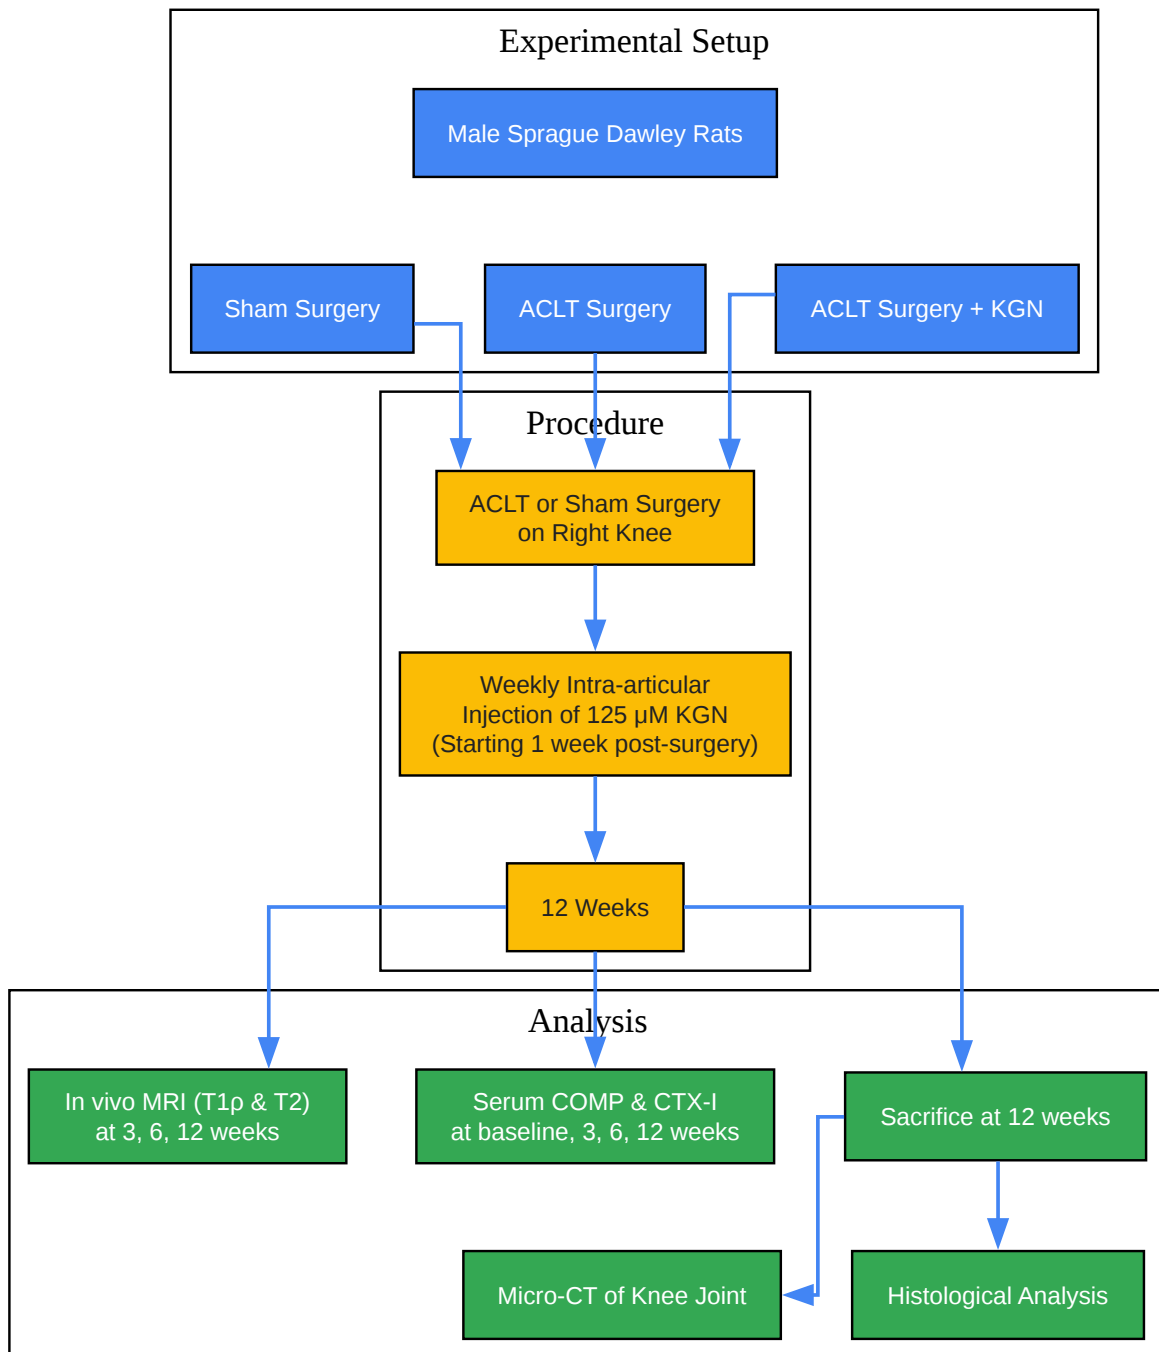 Experimental Setup
Male Sprague Dawley Rats
Sham Surgery
ACLT Surgery
ACLT Surgery + KGN
Procedure
ACLT or Sham Surgery
on Right Knee
Weekly Intra-articular
Injection of 125 μM KGN
(Starting 1 week post-surgery)
12 Weeks
Analysis
In vivo MRI (T1ρ & T2)
at 3, 6, 12 weeks
Serum COMP & CTX-I
at baseline, 3, 6, 12 weeks
Sacrifice at 12 weeks
Micro-CT of Knee Joint
Histological Analysis